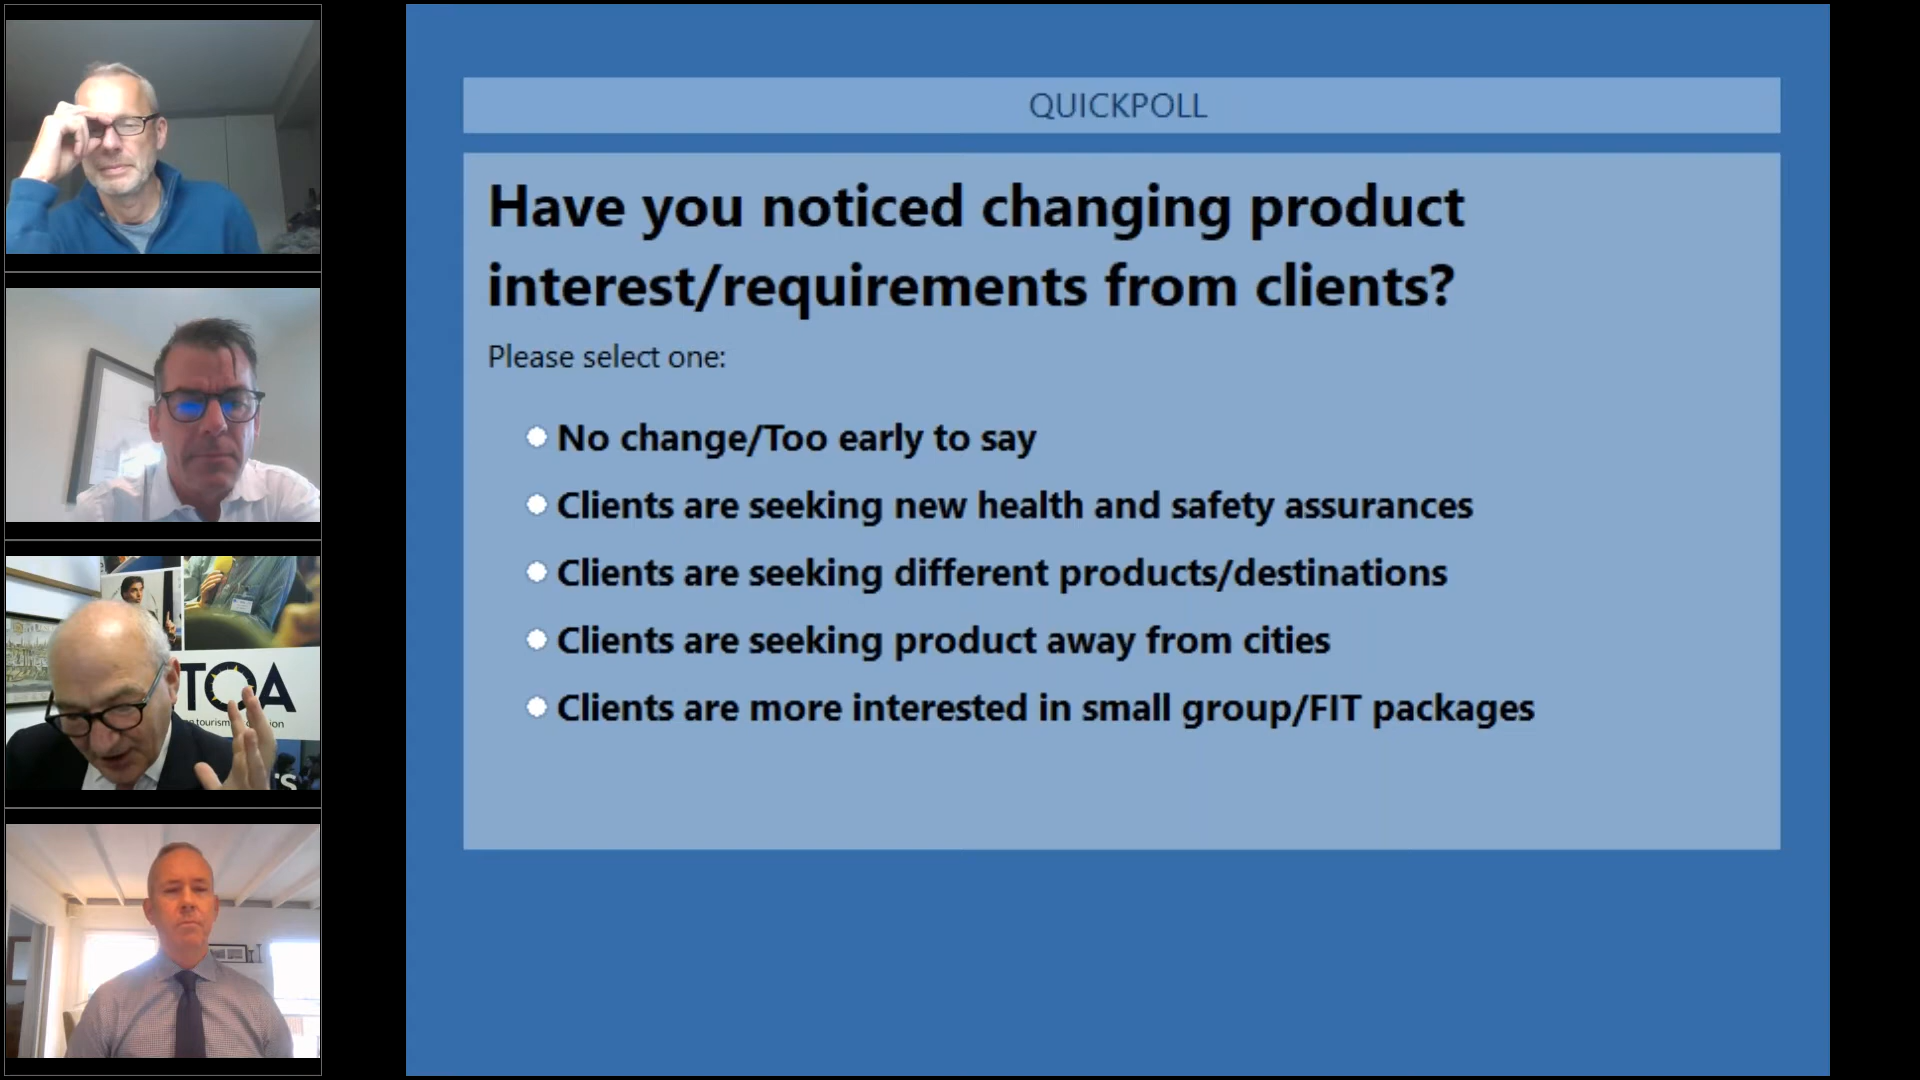 QUICKPOLL
Have you noticed changing product
interest/requirements from clients?
Please select one:
No change/Too early to say
Clients are seeking new health and safety assurances
Clients are seeking different products/destinations
Clients are seeking product away from cities
Clients are more interested in small group/FIT packages
TOA
tourism